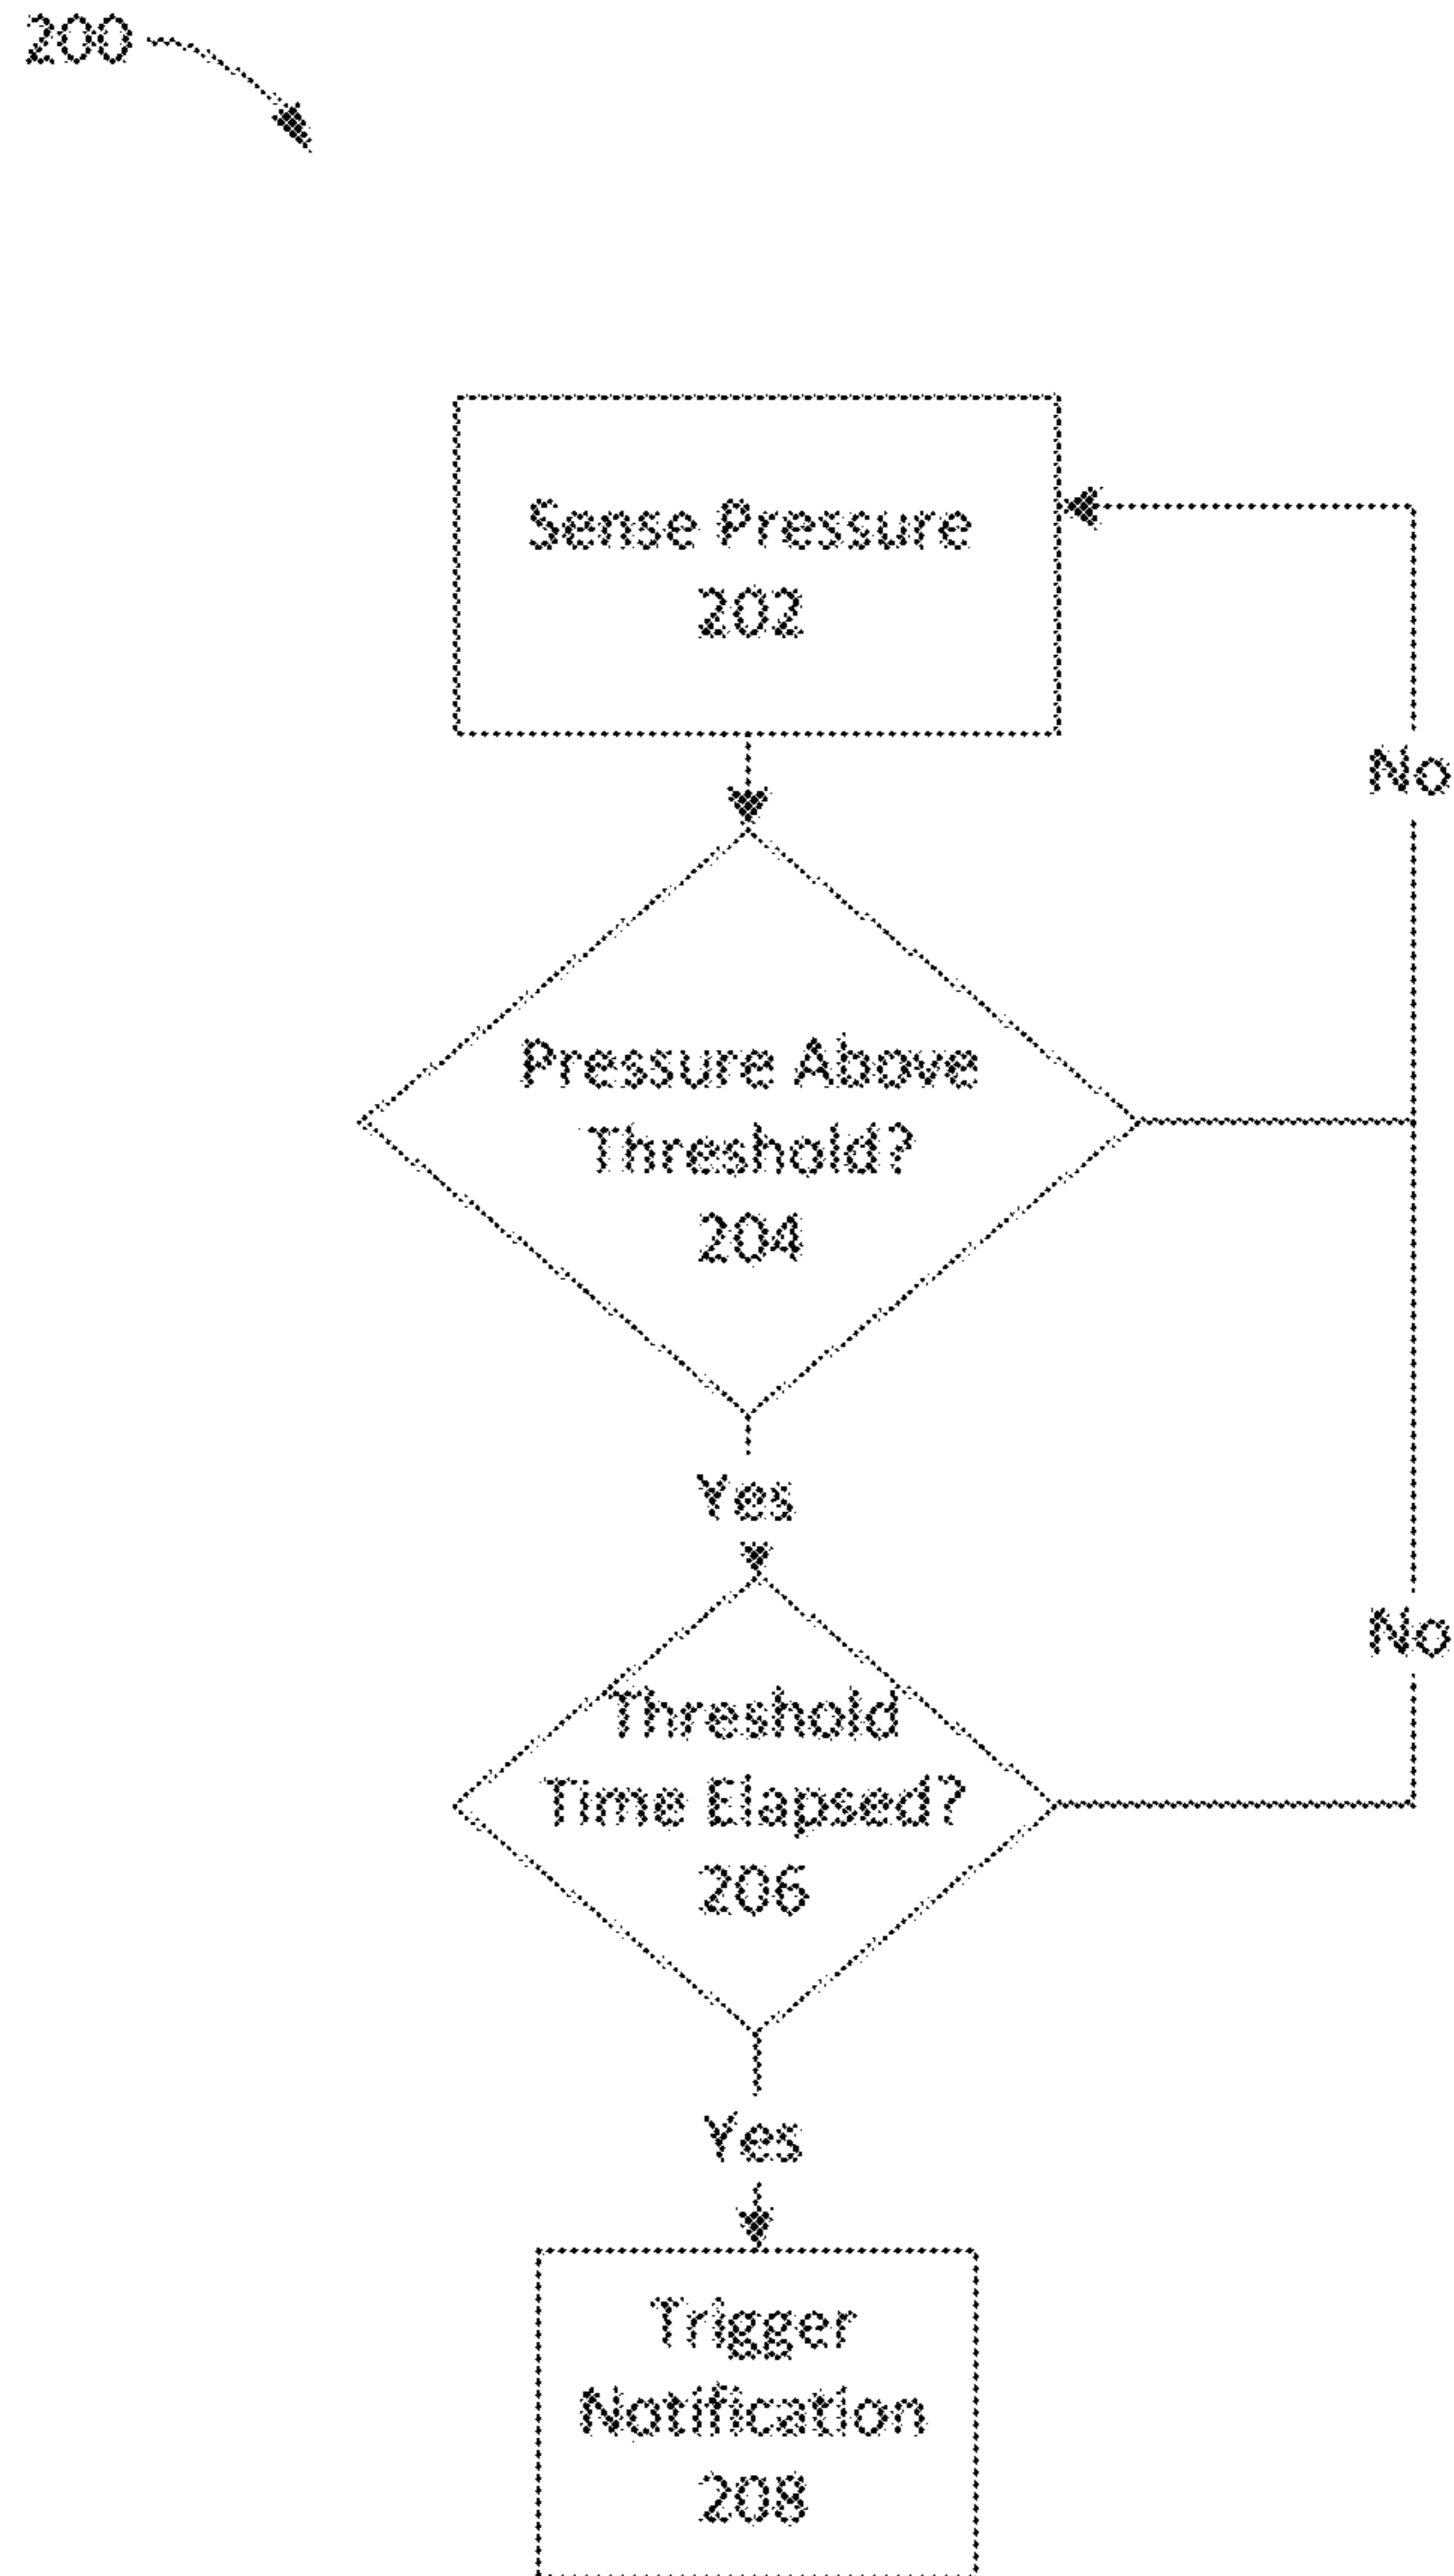 200
Sense Pressure
202
No
Pressure Above
Threshold?
204
Yes
No
Threshold
Time Elapsed?
206
Yes
Trigger
Notification
208